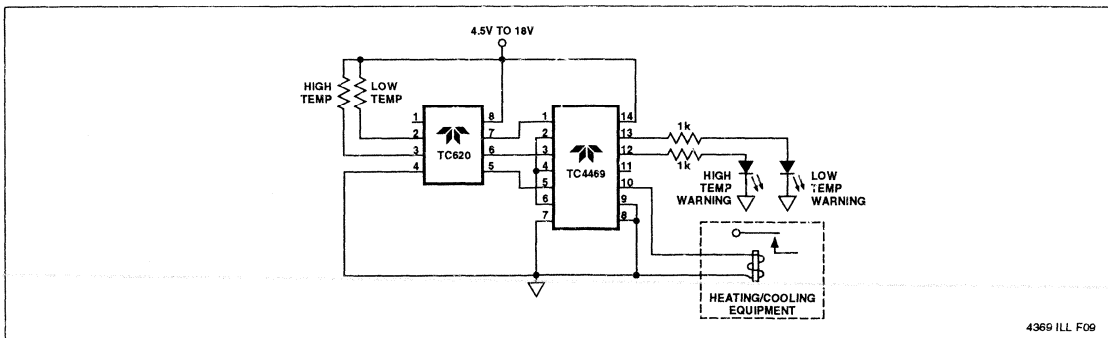 4.5V TO 18V
HIGH TEMP
LOW TEMP
1
2
3
4
8
7
6
5
TC620
1
2
3
4
5
6
7
14
13
12
11
10
9
8
TC4469
1k
1k
HIGH
TEMP
WARNING
LOW
TEMP
WARNING
HEATING/COOLING
EQUIPMENT
4369 ILL F09